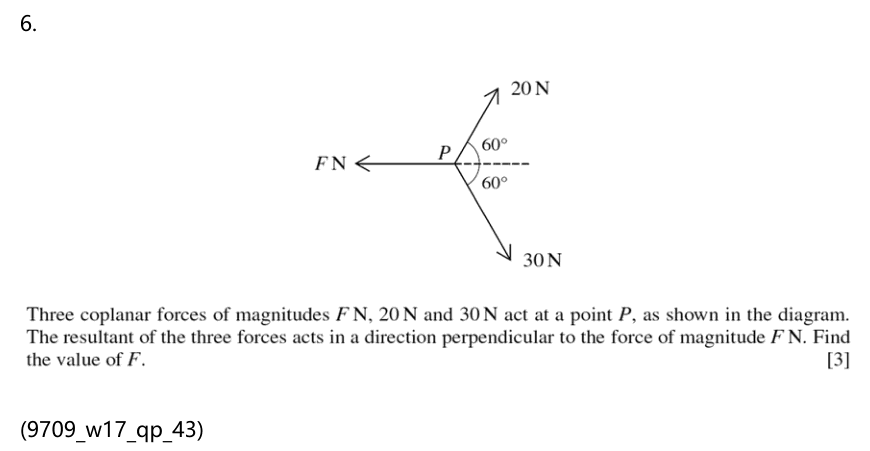 6.
20 N
P
60°
F N
60°
30 N
Three coplanar forces of magnitudes F N, 20 N and 30 N act at a point P, as shown in the diagram.
The resultant of the three forces acts in a direction perpendicular to the force of magnitude F N. Find
the value of F. [3]
(9709_w17_qp_43)